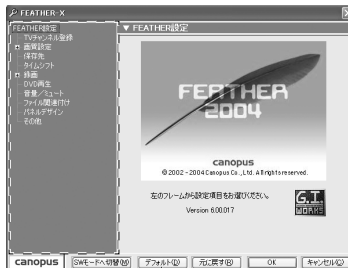 FEATHER-X
FEATHER設定
TVチャンネル登録
画質設定
保存先
タイムシフト
録画
DVD再生
音量／ミュート
ファイル関連付け
パネルデザイン
その他
▼ FEATHER設定
FEATHER
2004
canopus
©2002 - 2004 Canopus Co., Ltd. All rights reserved.
左のフレームから設定項目をお選びください。
Version 6.00.017
G.I.
WORKS
canopus
SWモードへ切替(M)
デフォルト(D)
元に戻す(B)
OK
キャンセル(C)